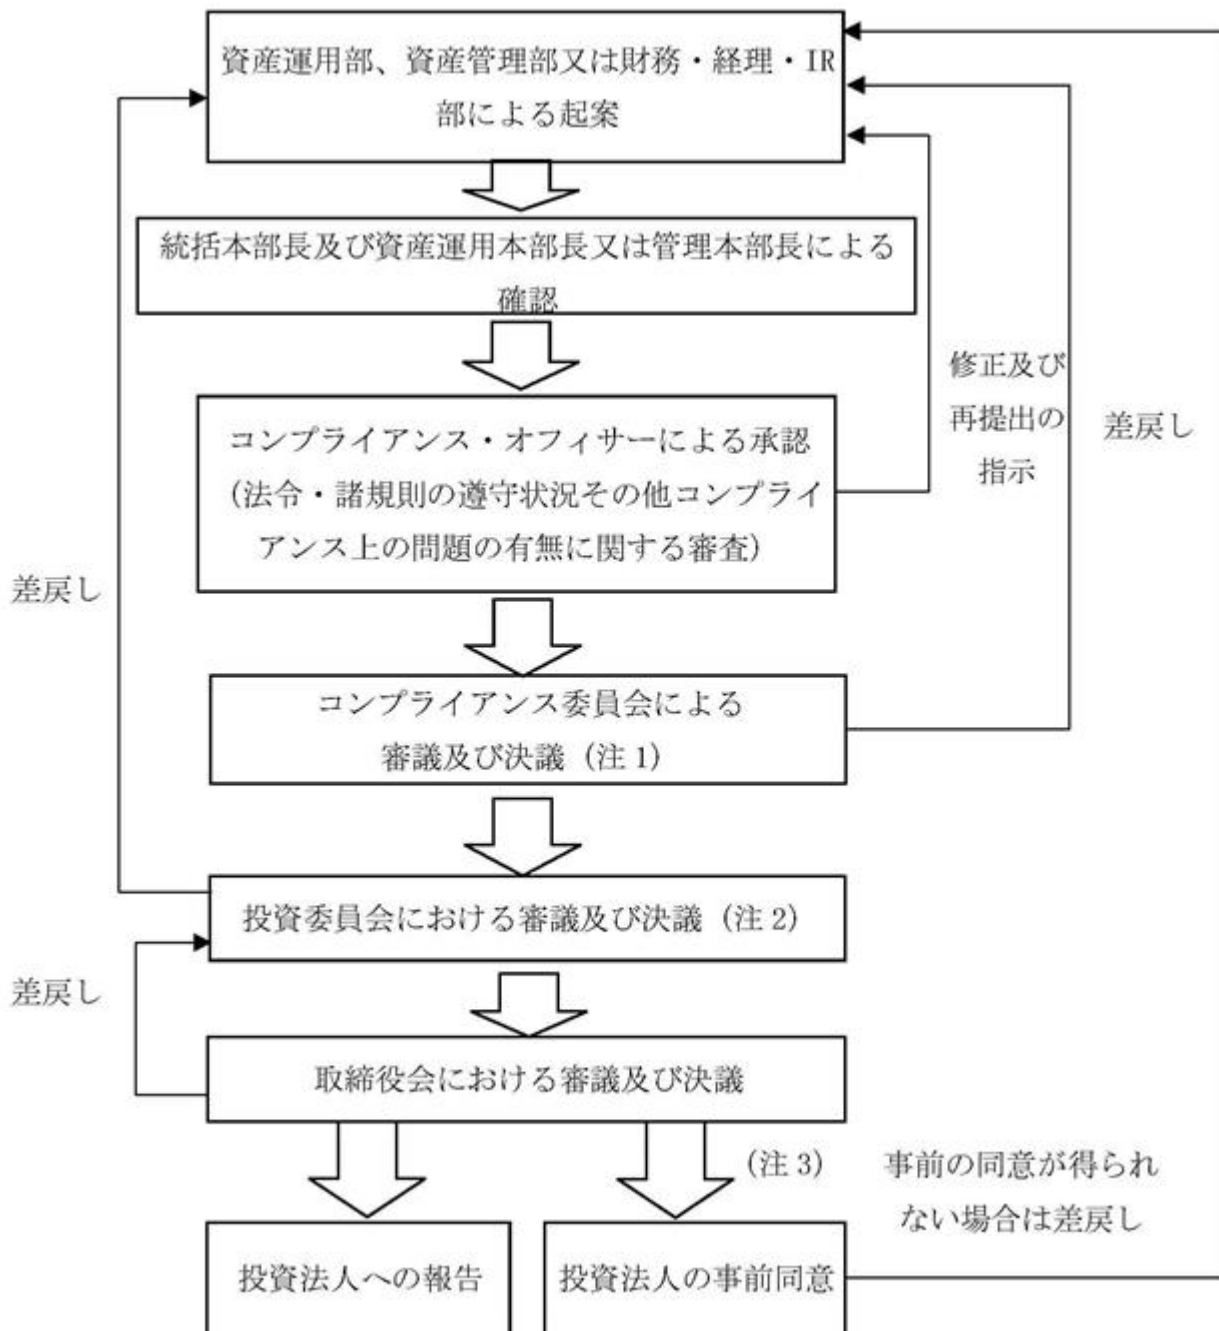 資産運用部、資産管理部又は財務・経理・IR
部による起案
統括本部長及び資産運用本部長又は管理本部長による
確認
修正及び
再提出の
指示
差戻し
コンプライアンス・オフィサーによる承認
（法令・諸規則の遵守状況その他コンプライ
アンス上の問題の有無に関する審査）
差戻し
コンプライアンス委員会による
審議及び決議（注 1）
投資委員会における審議及び決議（注 2）
差戻し
取締役会における審議及び決議
（注 3）
事前の同意が得られ
ない場合は差戻し
投資法人への報告
投資法人の事前同意